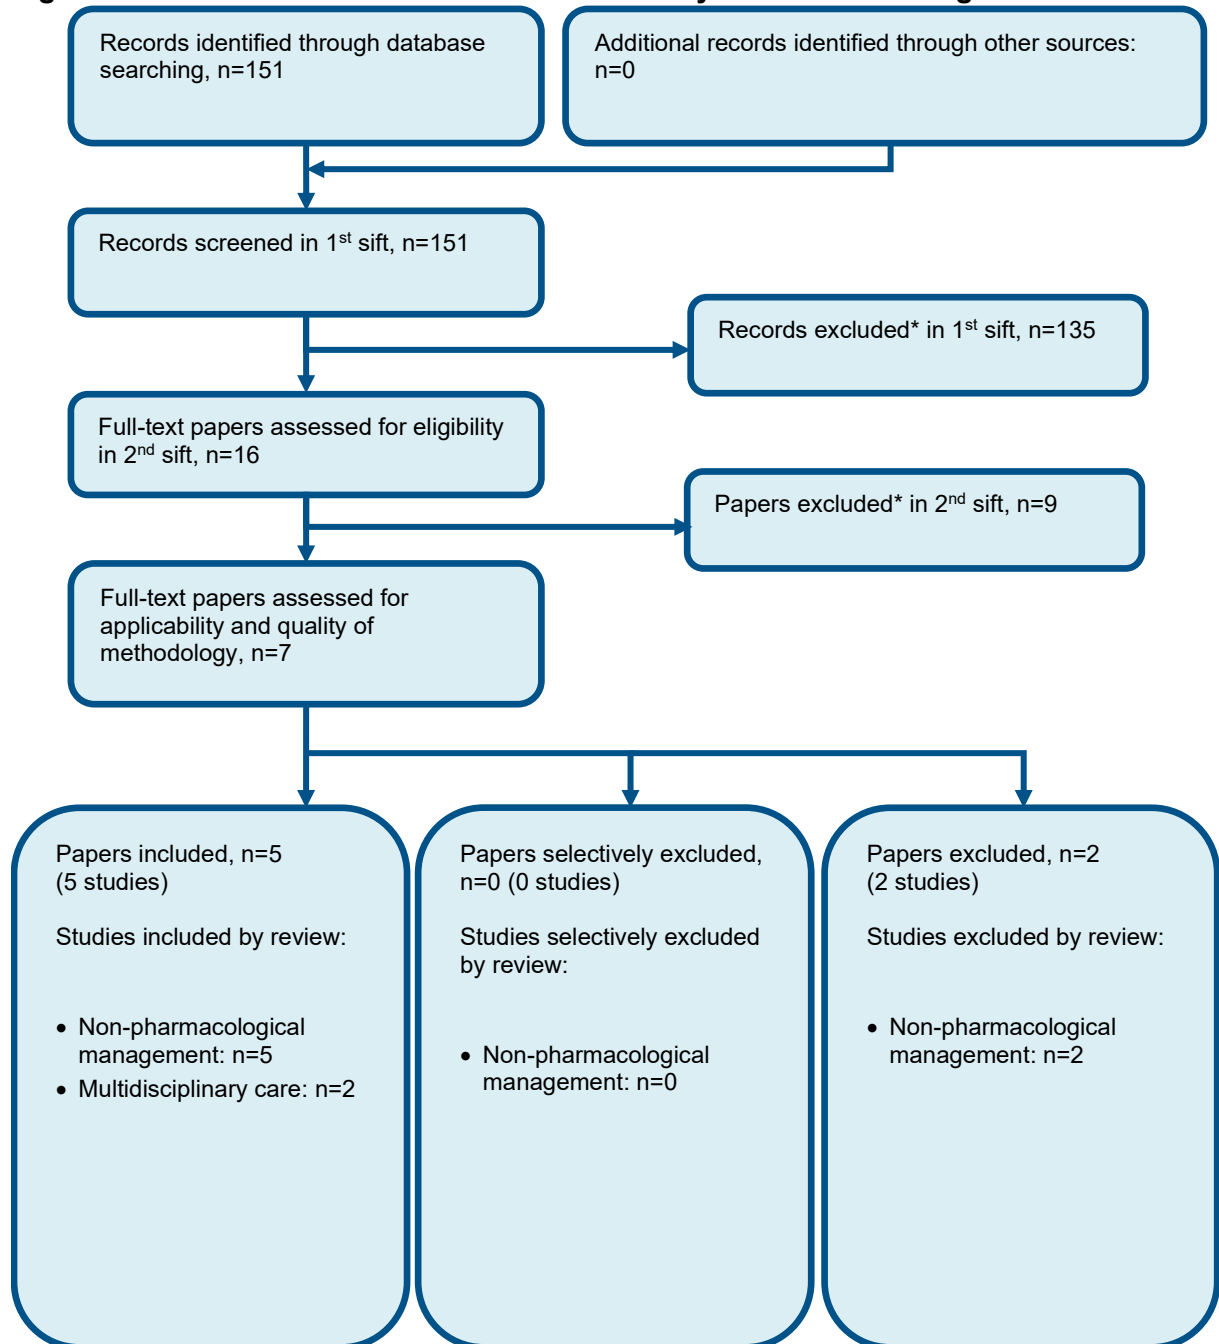 Records identified through database
searching, n=151
Additional records identified through other sources:
n=0
Records screened in 1st sift, n=151
Records excluded* in 1st sift, n=135
Full-text papers assessed for eligibility
in 2nd sift, n=16
Papers excluded* in 2nd sift, n=9
Full-text papers assessed for
applicability and quality of
methodology, n=7
Papers included, n=5
(5 studies)
Studies included by review:
• Non-pharmacological
management: n=5
• Multidisciplinary care: n=2
Papers selectively excluded,
n=0 (0 studies)
Studies selectively excluded
by review:
• Non-pharmacological
management: n=0
Papers excluded, n=2
(2 studies)
Studies excluded by review:
• Non-pharmacological
management: n=2